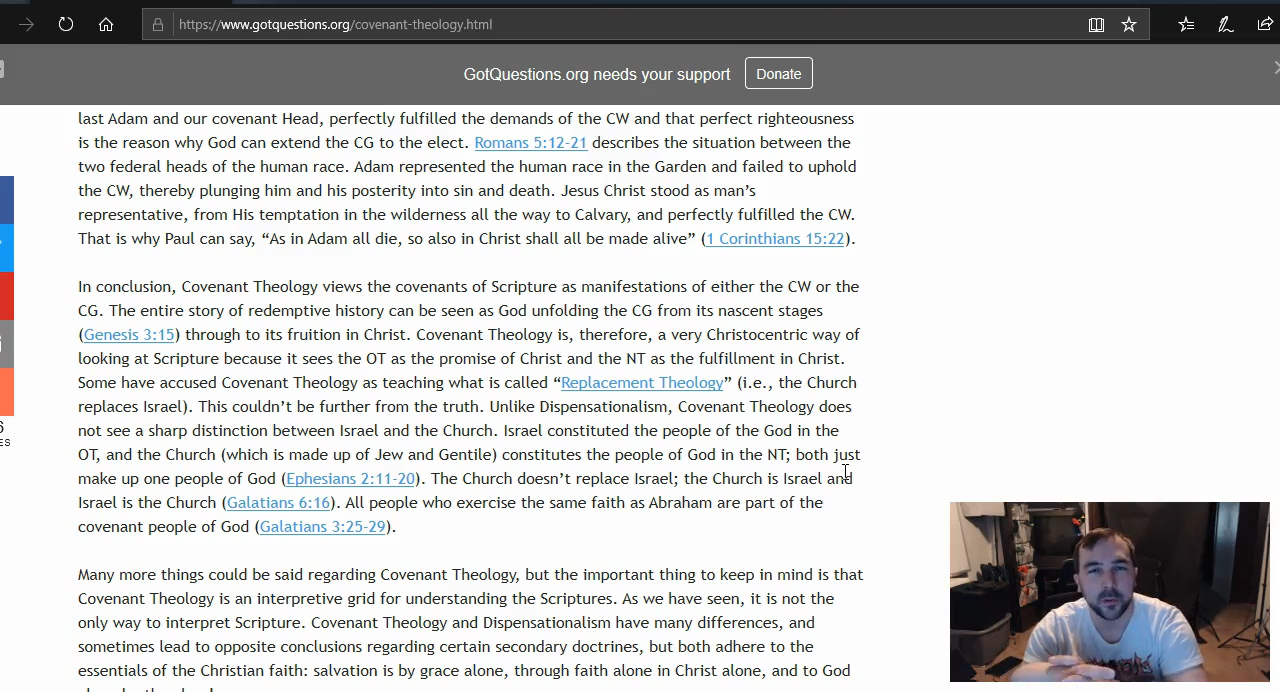 https://www.gotquestions.org/covenant-theology.html
GotQuestions.org needs your support
Donate
last Adam and our covenant Head, perfectly fulfilled the demands of the CW and that perfect righteousness
is the reason why God can extend the CG to the elect. Romans 5:12-21 describes the situation between the
two federal heads of the human race. Adam represented the human race in the Garden and failed to uphold
the CW, thereby plunging him and his posterity into sin and death. Jesus Christ stood as man’s
representative, from His temptation in the wilderness all the way to Calvary, and perfectly fulfilled the CW.
That is why Paul can say, “As in Adam all die, so also in Christ shall all be made alive” (1 Corinthians 15:22).
In conclusion, Covenant Theology views the covenants of Scripture as manifestations of either the CW or the
CG. The entire story of redemptive history can be seen as God unfolding the CG from its nascent stages
(Genesis 3:15) through to its fruition in Christ. Covenant Theology is, therefore, a very Christocentric way of
looking at Scripture because it sees the OT as the promise of Christ and the NT as the fulfillment in Christ.
Some have accused Covenant Theology as teaching what is called “Replacement Theology” (i.e., the Church
replaces Israel). This couldn’t be further from the truth. Unlike Dispensationalism, Covenant Theology does
not see a sharp distinction between Israel and the Church. Israel constituted the people of the God in the
OT, and the Church (which is made up of Jew and Gentile) constitutes the people of God in the NT; both just
make up one people of God (Ephesians 2:11-20). The Church doesn’t replace Israel; the Church is Israel and
Israel is the Church (Galatians 6:16). All people who exercise the same faith as Abraham are part of the
covenant people of God (Galatians 3:25-29).
Many more things could be said regarding Covenant Theology, but the important thing to keep in mind is that
Covenant Theology is an interpretive grid for understanding the Scriptures. As we have seen, it is not the
only way to interpret Scripture. Covenant Theology and Dispensationalism have many differences, and
sometimes lead to opposite conclusions regarding certain secondary doctrines, but both adhere to the
essentials of the Christian faith: salvation is by grace alone, through faith alone in Christ alone, and to God